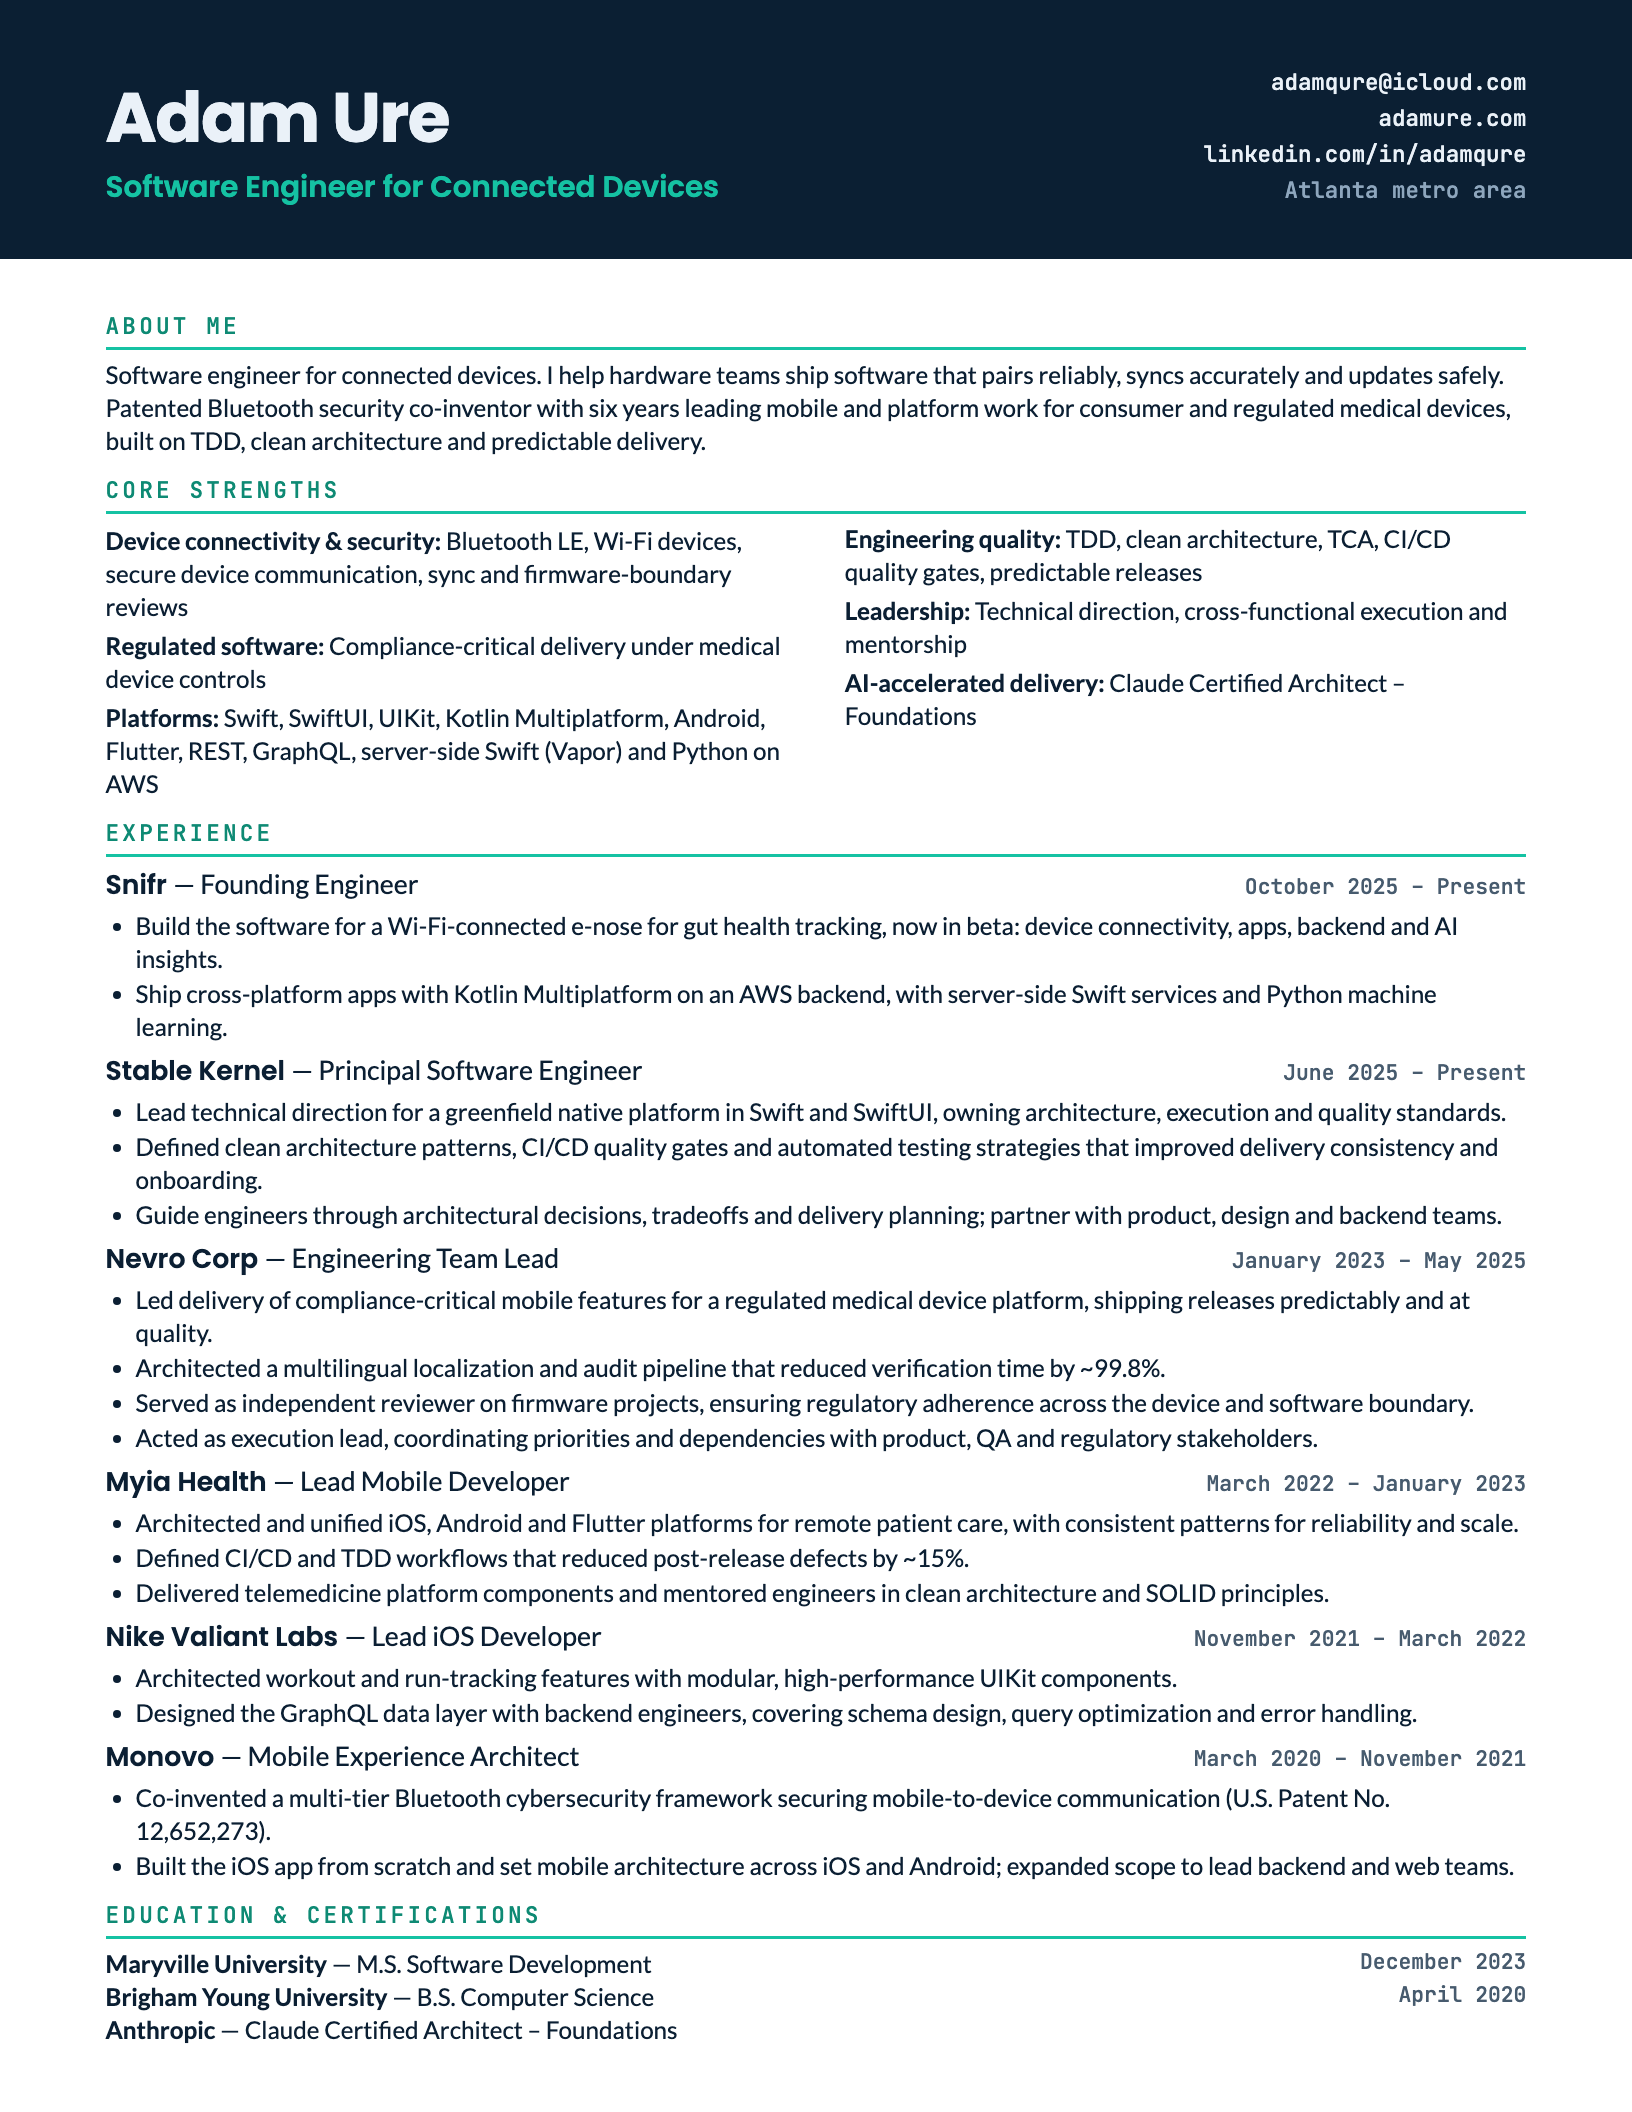 Adam Ure
Software Engineer for Connected Devices
adamqure@icloud.com
adamure.com
linkedin.com/in/adamqure
Atlanta metro area
ABOUT ME
Software engineer for connected devices. I help hardware teams ship software that pairs reliably, syncs accurately and updates safely.
Patented Bluetooth security co-inventor with six years leading mobile and platform work for consumer and regulated medical devices,
built on TDD, clean architecture and predictable delivery.
CORE STRENGTHS
Device connectivity & security: Bluetooth LE, Wi-Fi devices,
secure device communication, sync and firmware-boundary
reviews
Regulated software: Compliance-critical delivery under medical
device controls
Platforms: Swift, SwiftUI, UIKit, Kotlin Multiplatform, Android,
Flutter, REST, GraphQL, server-side Swift (Vapor) and Python on
AWS
Engineering quality: TDD, clean architecture, TCA, CI/CD
quality gates, predictable releases
Leadership: Technical direction, cross-functional execution and
mentorship
AI-accelerated delivery: Claude Certified Architect –
Foundations
EXPERIENCE
Snifr — Founding Engineer October 2025 – Present
• Build the software for a Wi-Fi-connected e-nose for gut health tracking, now in beta: device connectivity, apps, backend and AI
insights.
• Ship cross-platform apps with Kotlin Multiplatform on an AWS backend, with server-side Swift services and Python machine
learning.
Stable Kernel — Principal Software Engineer June 2025 – Present
• Lead technical direction for a greenfield native platform in Swift and SwiftUI, owning architecture, execution and quality standards.
• Defined clean architecture patterns, CI/CD quality gates and automated testing strategies that improved delivery consistency and
onboarding.
• Guide engineers through architectural decisions, tradeoffs and delivery planning; partner with product, design and backend teams.
Nevro Corp — Engineering Team Lead January 2023 – May 2025
• Led delivery of compliance-critical mobile features for a regulated medical device platform, shipping releases predictably and at
quality.
• Architected a multilingual localization and audit pipeline that reduced verification time by ~99.8%.
• Served as independent reviewer on firmware projects, ensuring regulatory adherence across the device and software boundary.
• Acted as execution lead, coordinating priorities and dependencies with product, QA and regulatory stakeholders.
Myia Health — Lead Mobile Developer March 2022 – January 2023
• Architected and unified iOS, Android and Flutter platforms for remote patient care, with consistent patterns for reliability and scale.
• Defined CI/CD and TDD workflows that reduced post-release defects by ~15%.
• Delivered telemedicine platform components and mentored engineers in clean architecture and SOLID principles.
Nike Valiant Labs — Lead iOS Developer November 2021 – March 2022
• Architected workout and run-tracking features with modular, high-performance UIKit components.
• Designed the GraphQL data layer with backend engineers, covering schema design, query optimization and error handling.
Monovo — Mobile Experience Architect March 2020 – November 2021
• Co-invented a multi-tier Bluetooth cybersecurity framework securing mobile-to-device communication (U.S. Patent No.
12,652,273).
• Built the iOS app from scratch and set mobile architecture across iOS and Android; expanded scope to lead backend and web teams.
EDUCATION & CERTIFICATIONS
Maryville University — M.S. Software Development December 2023
Brigham Young University — B.S. Computer Science April 2020
Anthropic — Claude Certified Architect – Foundations